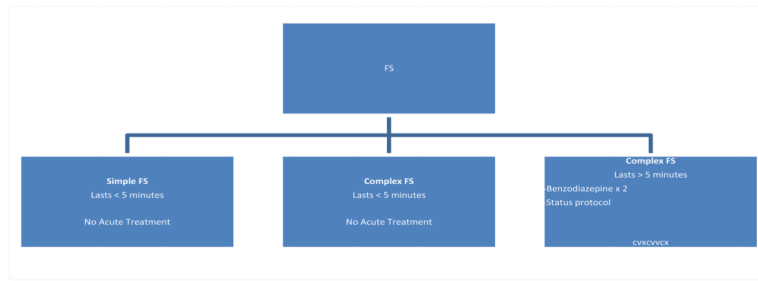 FS
Simple FS
Lasts < 5 minutes
No Acute Treatment
Complex FS
Lasts < 5 minutes
No Acute Treatment
Complex FS
Lasts > 5 minutes
-Benzodiazepine x 2
-Status protocol
cvxcvvcx